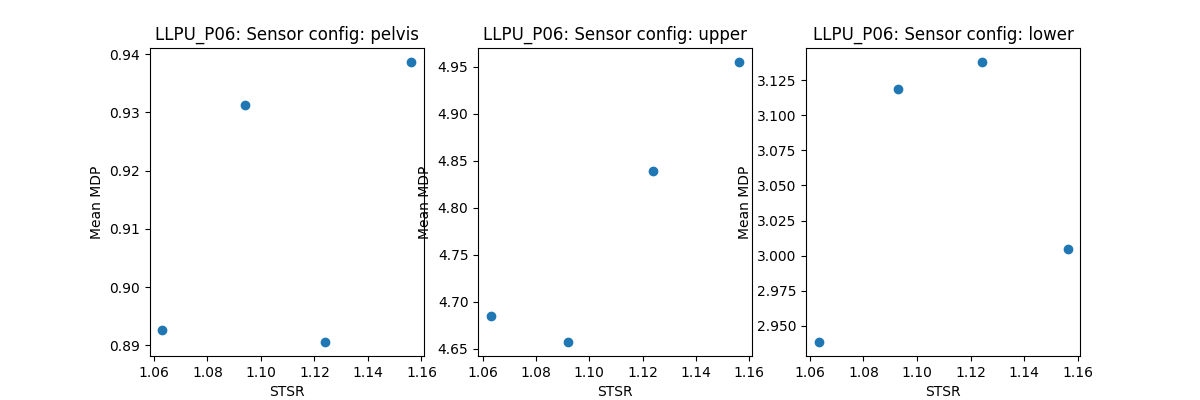 LLPU_P06: Sensor config: pelvis
0.94
0.93
0.92
0.91
0.90
0.89
Mean MDP
1.06 1.08 1.10 1.12 1.14 1.16
STSR
LLPU_P06: Sensor config: upper
4.95
4.90
4.85
4.80
4.75
4.70
4.65
Mean MDP
1.06 1.08 1.10 1.12 1.14 1.16
STSR
LLPU_P06: Sensor config: lower
3.125
3.100
3.075
3.050
3.025
3.000
2.975
2.950
Mean MDP
1.06 1.08 1.10 1.12 1.14 1.16
STSR